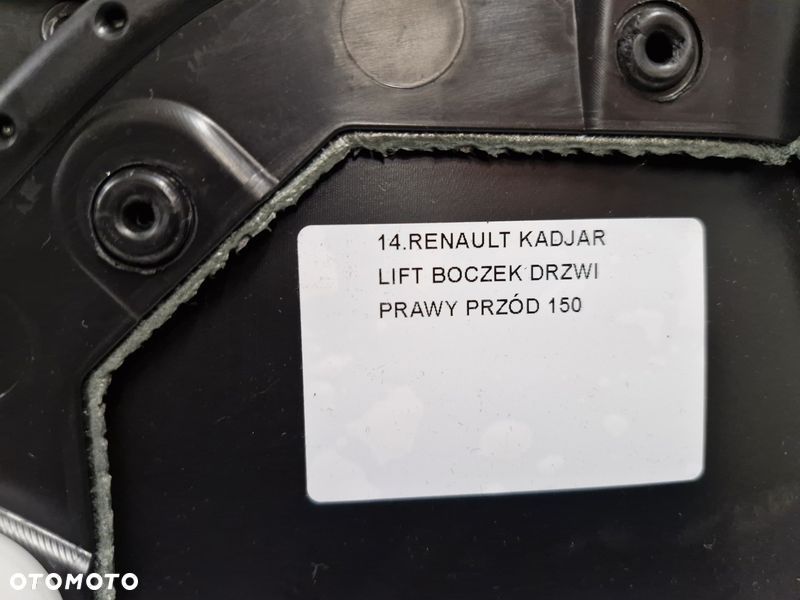 14.RENAULT KADJAR
LIFT BOCZEK DRZWI
PRAWY PRZÓD 150
OTOMOTO